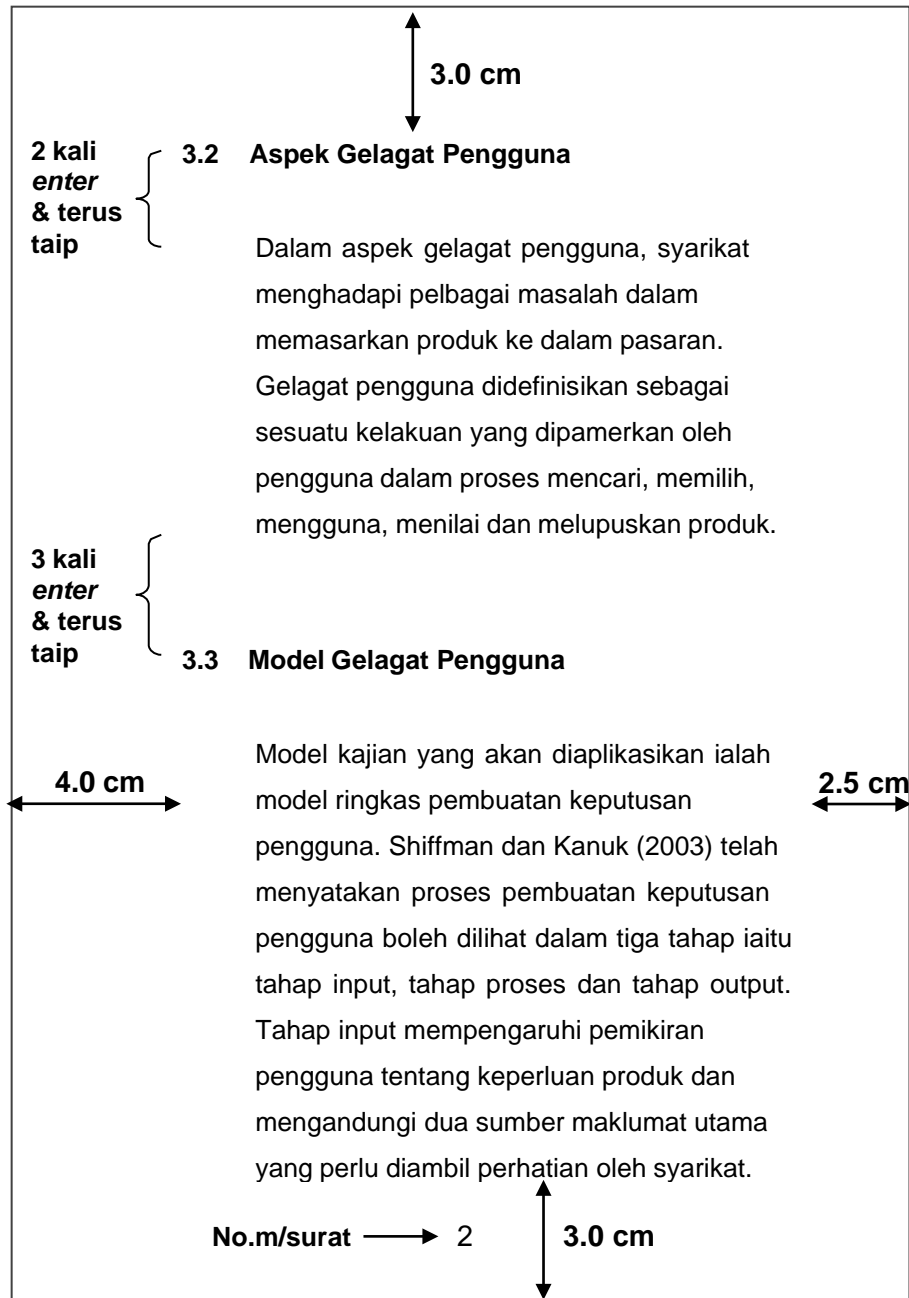 3.0 cm
2 kali
enter
& terus
taip
3.2 Aspek Gelagat Pengguna
Dalam aspek gelagat pengguna, syarikat
menghadapi pelbagai masalah dalam
memasarkan produk ke dalam pasaran.
Gelagat pengguna didefinisikan sebagai
sesuatu kelakuan yang dipamerkan oleh
pengguna dalam proses mencari, memilih,
mengguna, menilai dan melupuskan produk.
3 kali
enter
& terus
taip
3.3 Model Gelagat Pengguna
Model kajian yang akan diaplikasikan ialah
4.0 cm
2.5 cm
model ringkas pembuatan keputusan
pengguna. Shiffman dan Kanuk (2003) telah
menyatakan proses pembuatan keputusan
pengguna boleh dilihat dalam tiga tahap iaitu
tahap input, tahap proses dan tahap output.
Tahap input mempengaruhi pemikiran
pengguna tentang keperluan produk dan
mengandungi dua sumber maklumat utama
yang perlu diambil perhatian oleh syarikat.
No.m/surat 2
3.0 cm